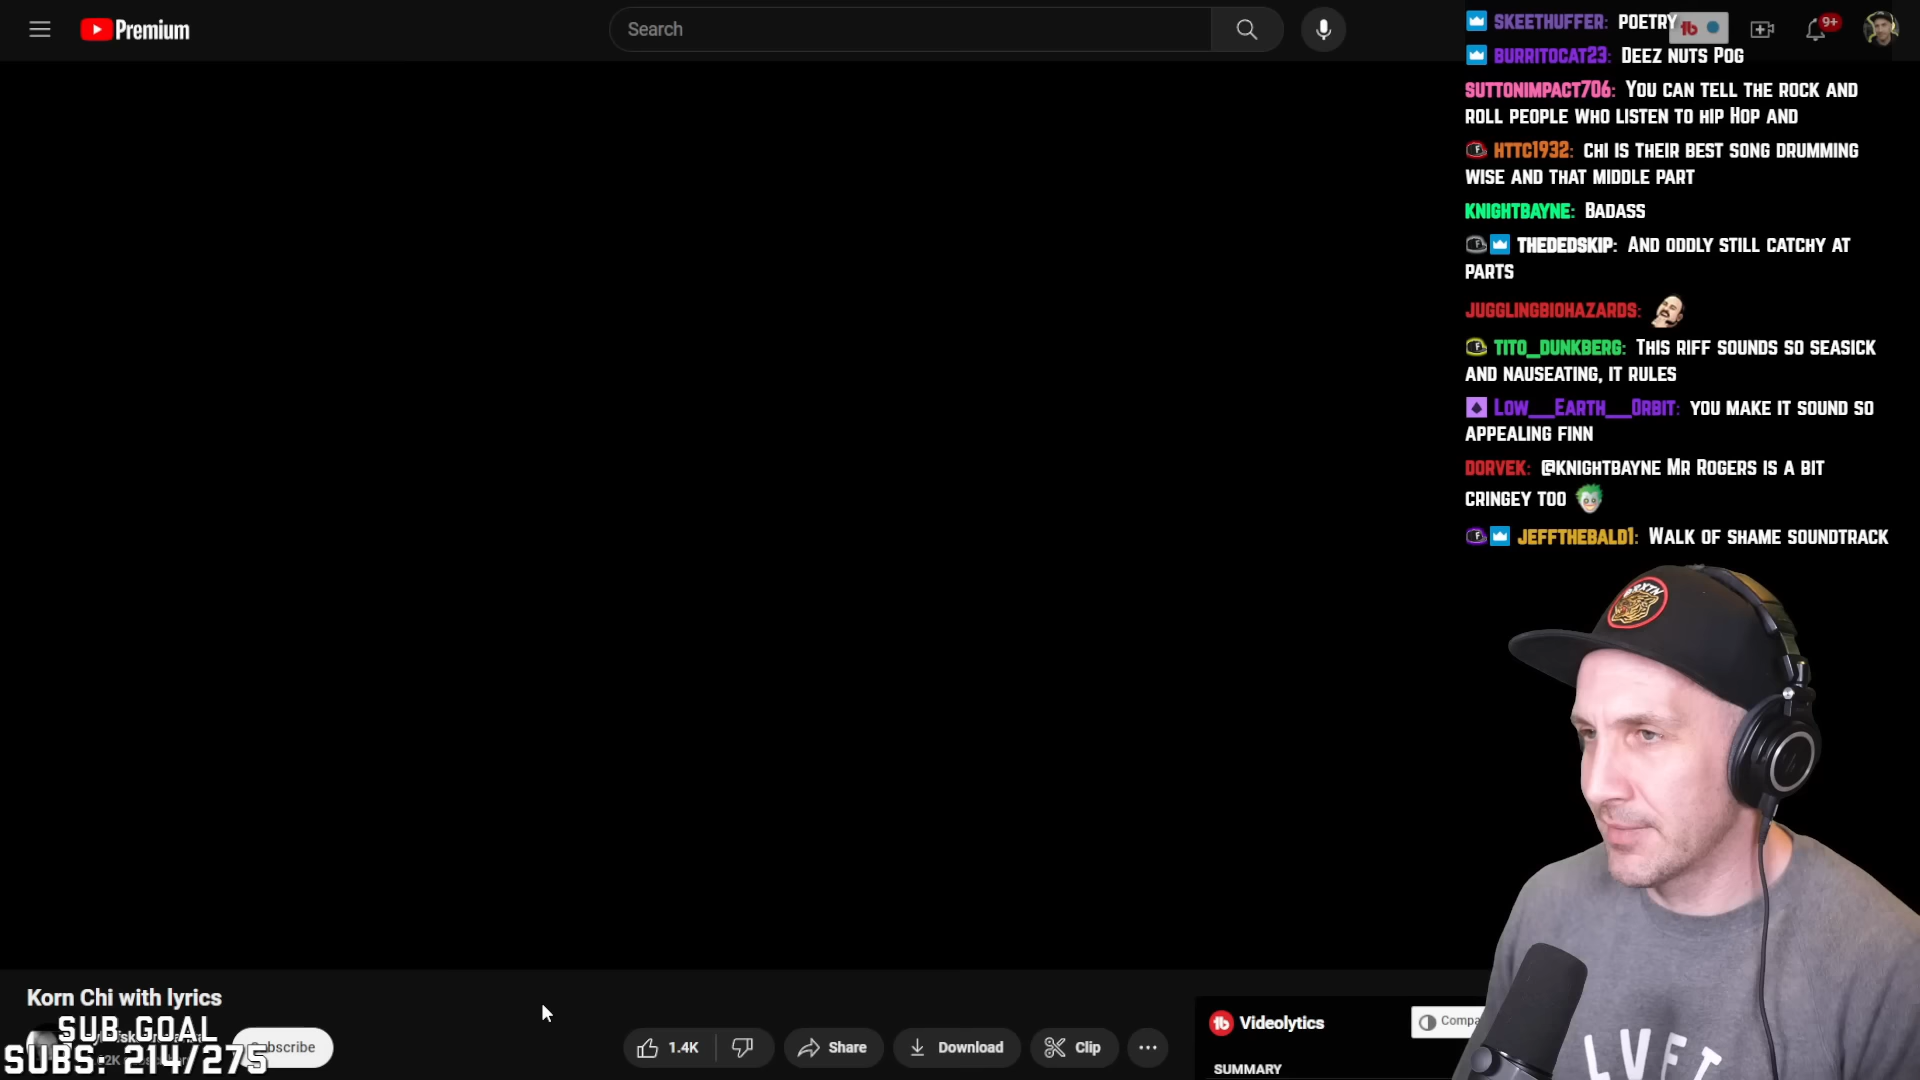 Premium
Search
9+
SKEETHUFFER: POETRY
BURRITOCAT23: DEEZ NUTS POG
SUTTONIMPACT706: YOU CAN TELL THE ROCK AND
ROLL PEOPLE WHO LISTEN TO HIP HOP AND
HTTC1932: CHI IS THEIR BEST SONG DRUMMING
WISE AND THAT MIDDLE PART
KNIGHTBAYNE: BADASS
THEDEDSKIP: AND ODDLY STILL CATCHY AT
PARTS
JUGGLINGBIOHAZARDS:
TITO_DUNKBERG: THIS RIFF SOUNDS SO SEASICK
AND NAUSEATING, IT RULES
LOW__EARTH__ORBIT: YOU MAKE IT SOUND SO
APPEALING FINN
DORVEK: @KNIGHTBAYNE MR ROGERS IS A BIT
CRINGEY TOO
JEFFTHEBALD1: WALK OF SHAME SOUNDTRACK
Korn Chi with lyrics
SUB GOAL
SUBS: 214/275
1.4K
Share
Download
Clip
Videolytics
SUMMARY
LVFT